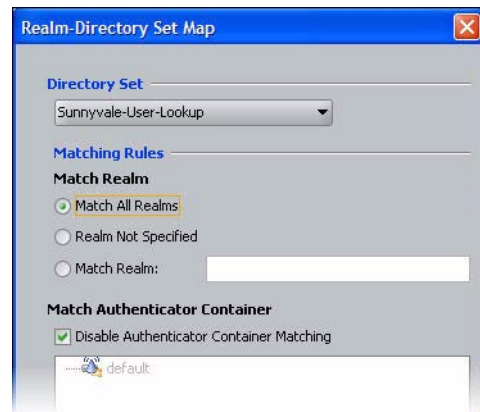 Realm-Directory Set Map
Directory Set
Sunnyvale-User-Lookup
Matching Rules
Match Realm
Match All Realms
Realm Not Specified
Match Realm:
Match Authenticator Container
Disable Authenticator Container Matching
default